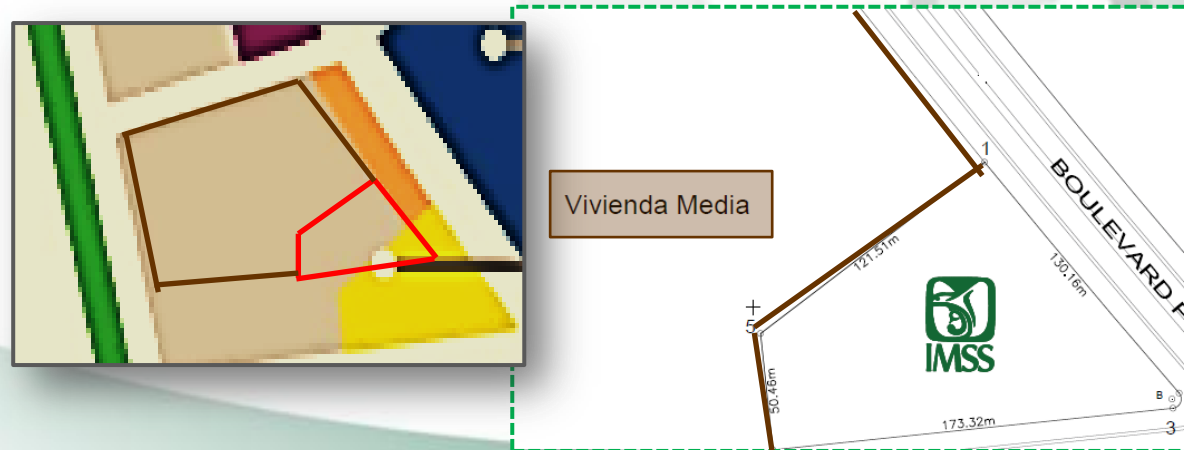 Vivienda Media
1
BOULEVARD
121.51m
130.16m
5
IMSS
50.46m
B
173.32m
3